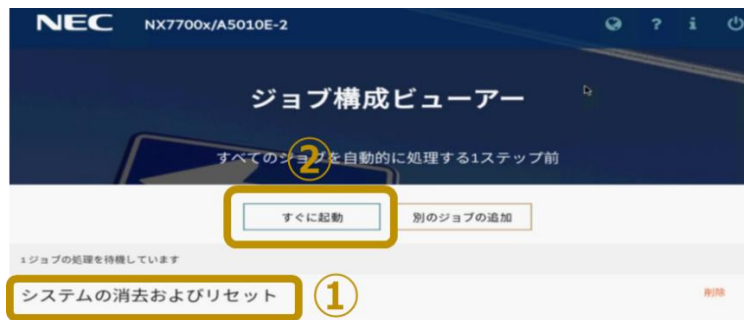 NEC NX7700x/A5010E-2 ? i
ジョブ構成ビューアー
すべてのジョブを自動的に処理する1ステップ前
②
すぐに起動 別のジョブの追加
1ジョブの処理を待機しています
システムの消去およびリセット ① 削除